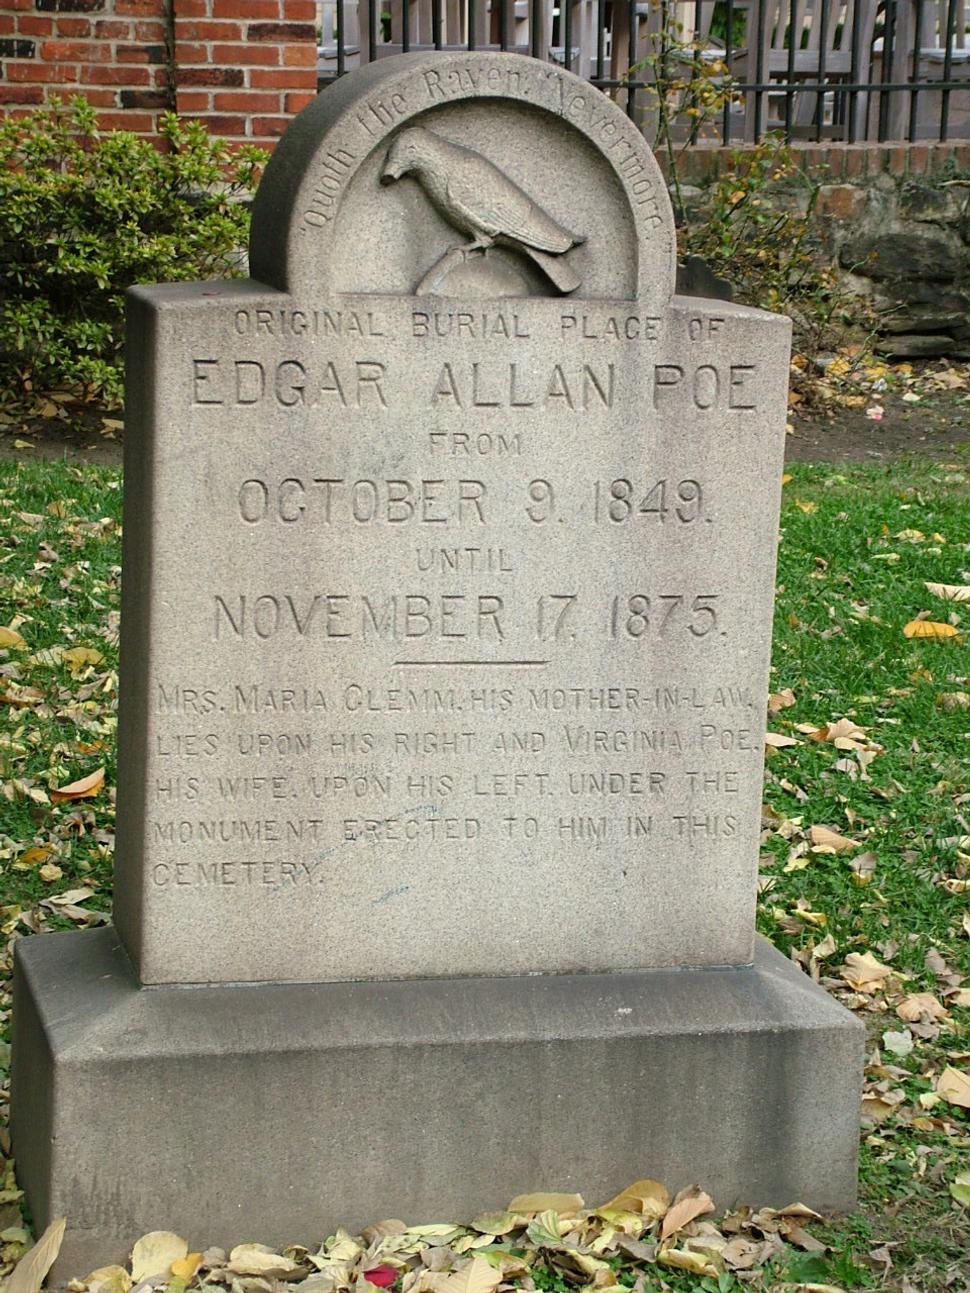 "Quoth the Raven, Nevermore."
ORIGINAL BURIAL PLACE OF
EDGAR ALLAN POE
FROM
OCTOBER 9. 1849.
UNTIL
NOVEMBER 17. 1875.
MRS. MARIA CLEMM. HIS MOTHER-IN-LAW.
LIES UPON HIS RIGHT AND VIRGINIA POE.
HIS WIFE. UPON HIS LEFT. UNDER THE
MONUMENT ERECTED TO HIM IN THIS
CEMETERY.